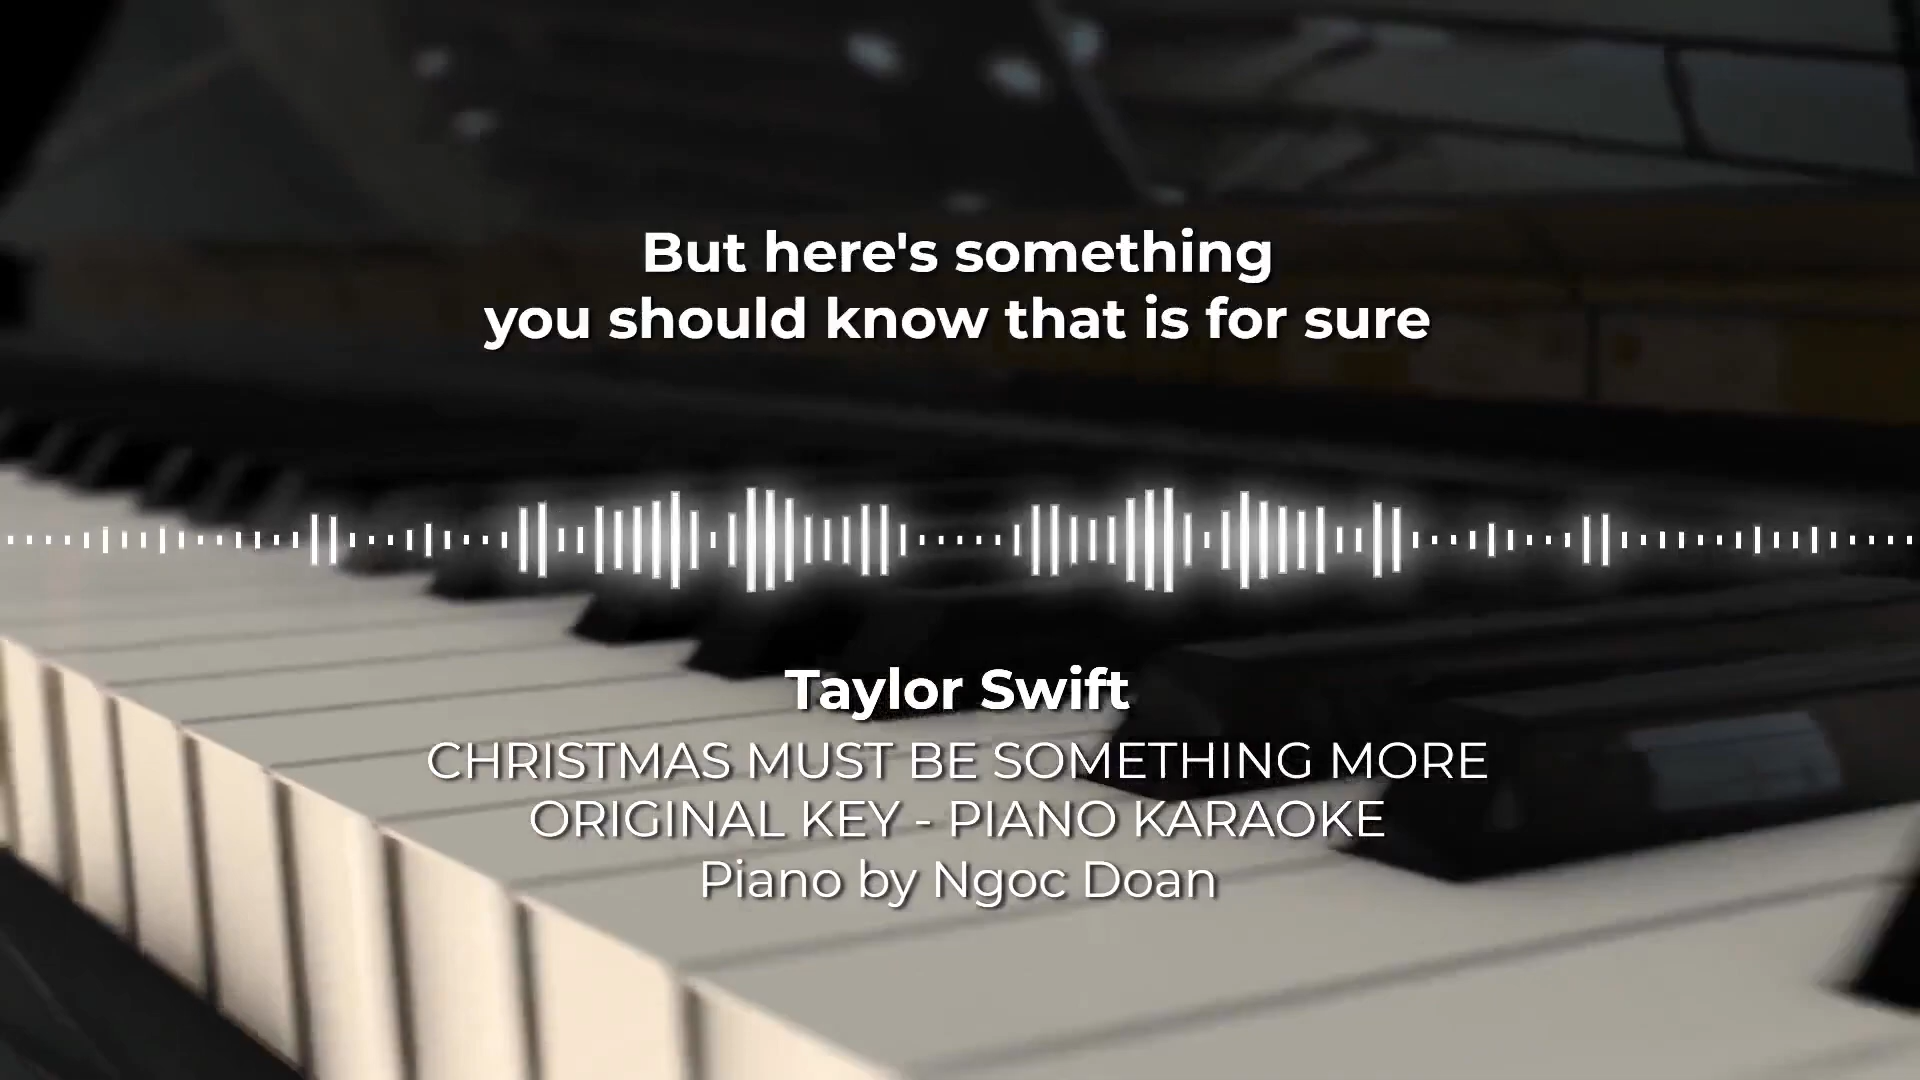 But here's something
you should know that is for sure
Taylor Swift
CHRISTMAS MUST BE SOMETHING MORE
ORIGINAL KEY - PIANO KARAOKE
Piano by Ngoc Doan